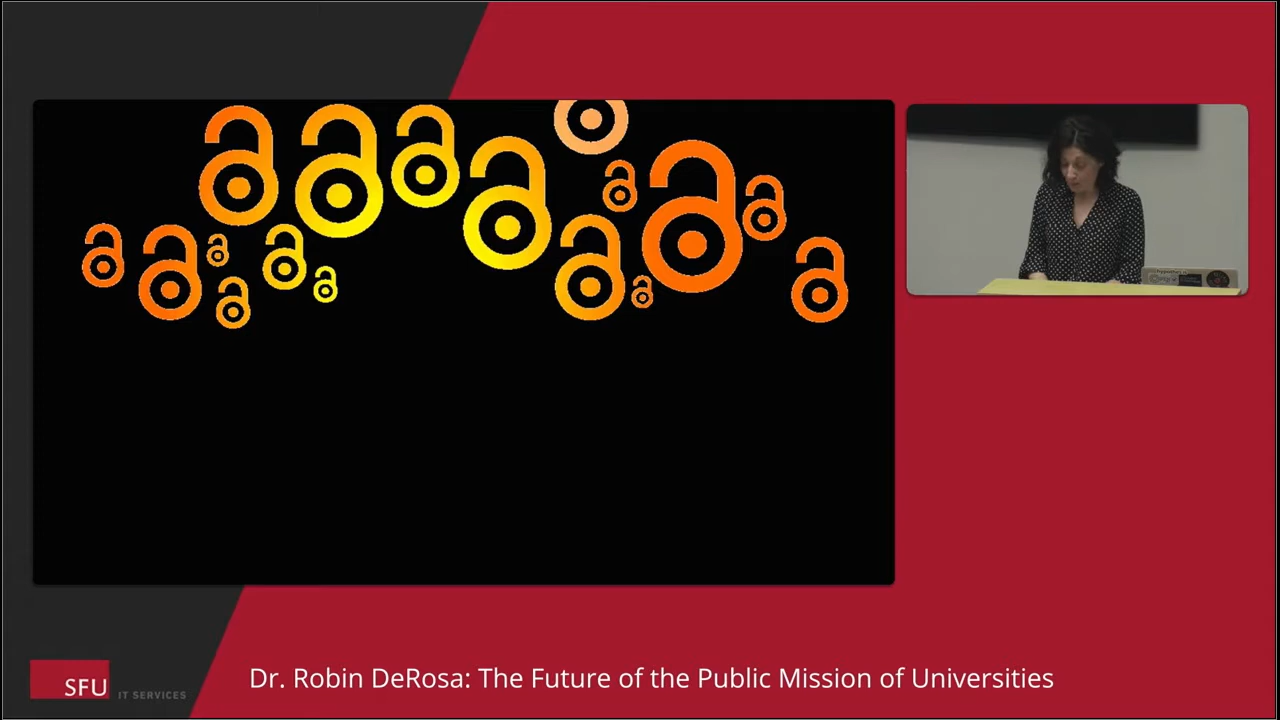 SFU IT SERVICES
Dr. Robin DeRosa: The Future of the Public Mission of Universities